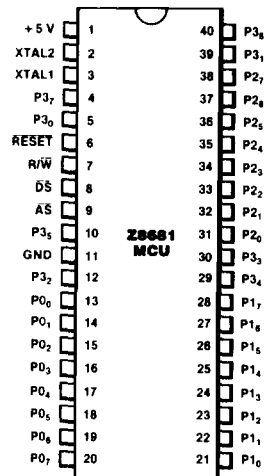 +5 V 1 40 P3₆
XTAL2 2 39 P3₁
XTAL1 3 38 P2₇
P3₇ 4 37 P2₆
P3₀ 5 36 P2₅
RESET 6 35 P2₄
R/W 7 34 P2₃
DS 8 33 P2₂
AS 9 32 P2₁
P3₅ 10 Z8681 31 P2₀
GND 11 MCU 30 P3₃
P3₂ 12 29 P3₄
P0₀ 13 28 P1₇
P0₁ 14 27 P1₆
P0₂ 15 26 P1₅
P0₃ 16 25 P1₄
P0₄ 17 24 P1₃
P0₅ 18 23 P1₂
P0₆ 19 22 P1₁
P0₇ 20 21 P1₀